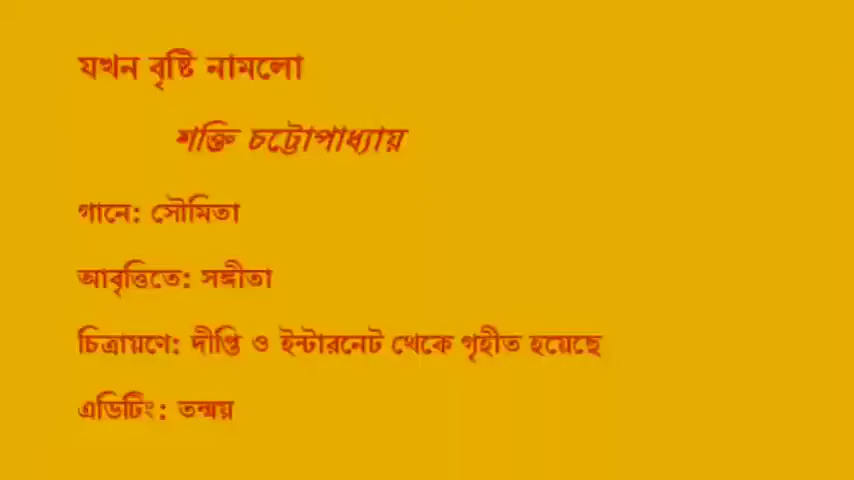 যখন বৃষ্টি নামলো
শক্তি চট্টোপাধ্যায়
গানে: সৌমিতা
আবৃত্তিতে: সঙ্গীতা
চিত্রায়ণে: দীপ্তি ও ইন্টারনেট থেকে গৃহীত হয়েছে
এডিটিং: তন্ময়